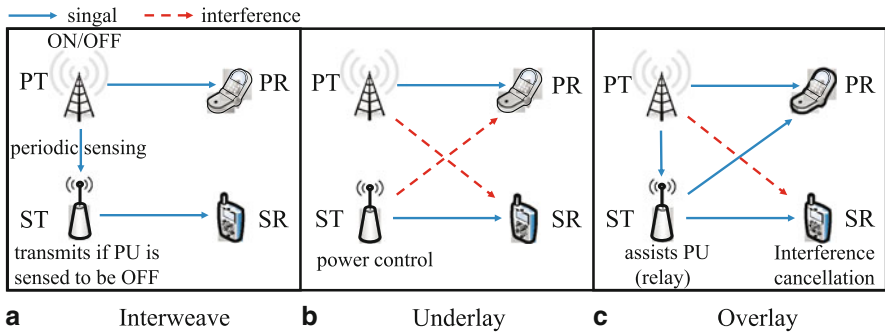 singal
interference
ON/OFF
PT
PR
periodic sensing
ST
SR
transmits if PU is
sensed to be OFF
PT
PR
ST
SR
power control
PT
PR
ST
SR
assists PU
(relay)
Interference
cancellation
a Interweave
b Underlay
c Overlay